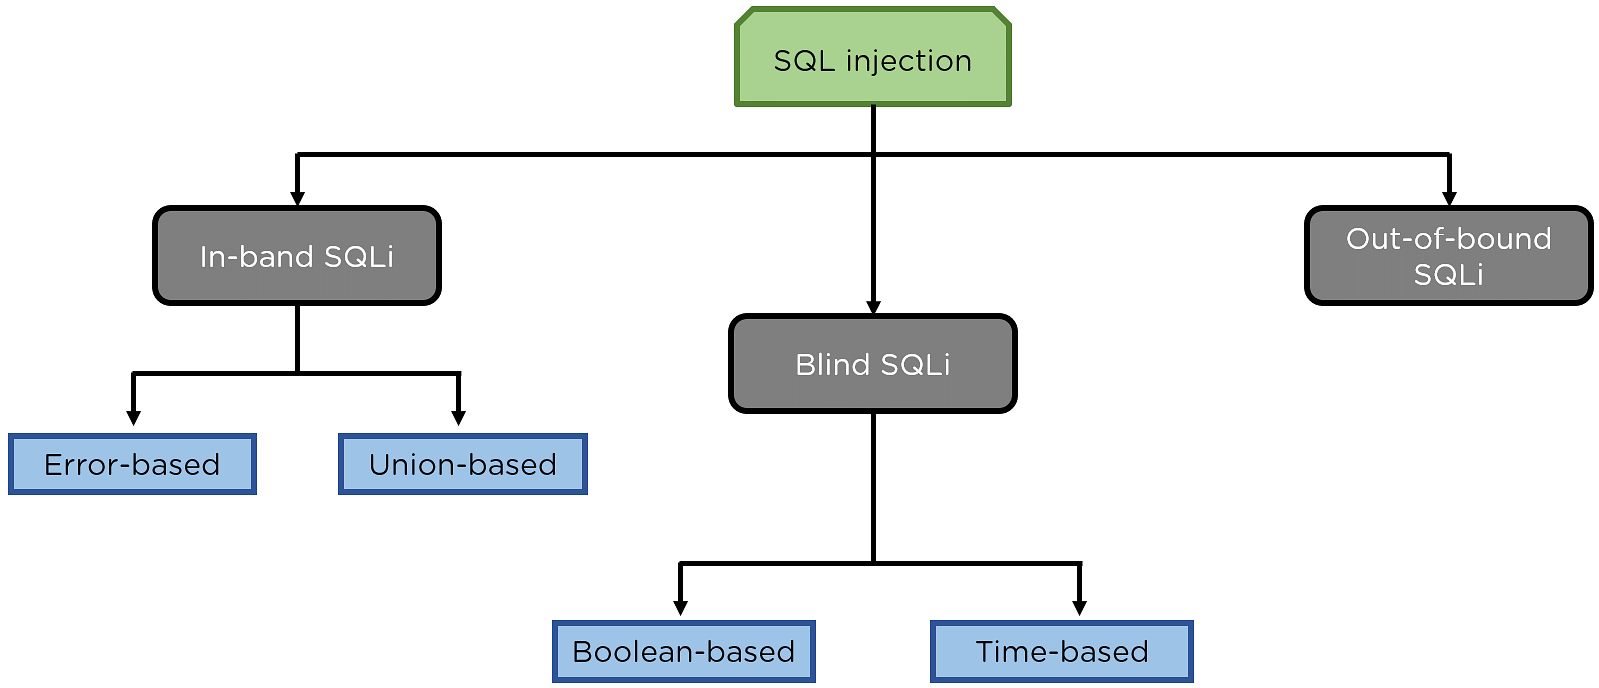 SQL injection
In-band SQLi
Out-of-bound
SQLi
Blind SQLi
Error-based
Union-based
Boolean-based
Time-based